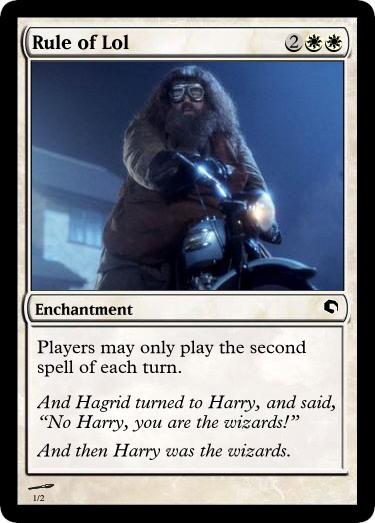 Rule of Lol 2
Enchantment
Players may only play the second
spell of each turn.
And Hagrid turned to Harry, and said,
“No Harry, you are the wizards!”
And then Harry was the wizards.
1/2